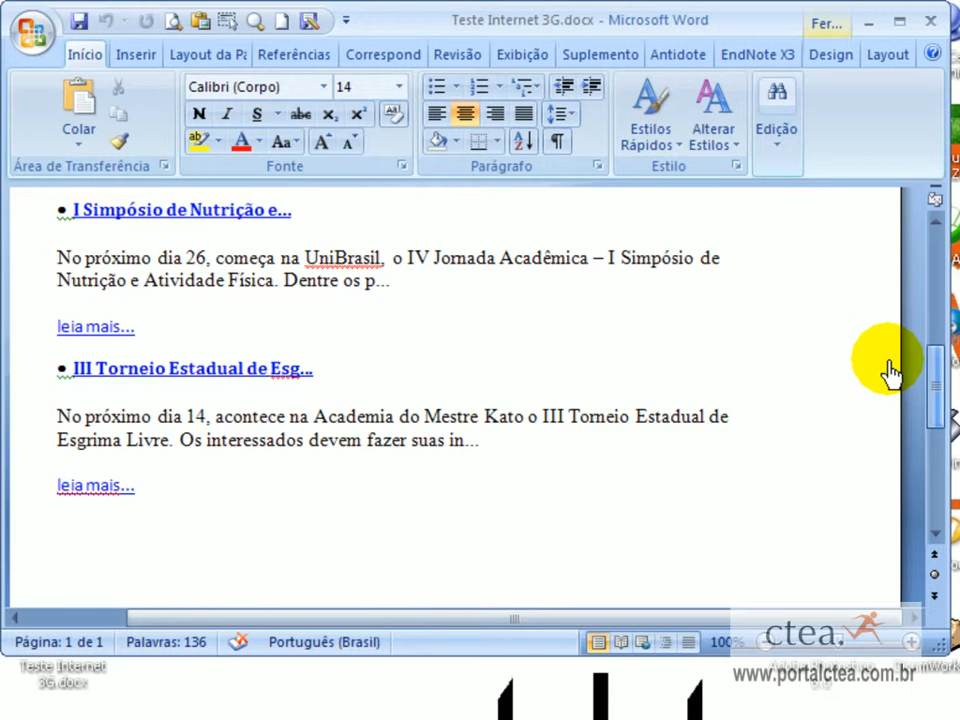 Teste Internet 3G.docx - Microsoft Word
Fer...
Início Inserir Layout da Pá Referências Correspond Revisão Exibição Suplemento Antidote EndNote X3 Design Layout
Calibri (Corpo) 14
Colar
Estilos Rápidos
Alterar Estilos
Edição
Área de Transferência Fonte Parágrafo Estilo
• I Simpósio de Nutrição e...
No próximo dia 26, começa na UniBrasil, o IV Jornada Acadêmica – I Simpósio de
Nutrição e Atividade Física. Dentre os p...
leia mais...
• III Torneio Estadual de Esg...
No próximo dia 14, acontece na Academia do Mestre Kato o III Torneio Estadual de
Esgrima Livre. Os interessados devem fazer suas in...
leia mais...
Página: 1 de 1 Palavras: 136 Português (Brasil) 100%
ctea.
www.portalctea.com.br
Teste Internet
3G.docx